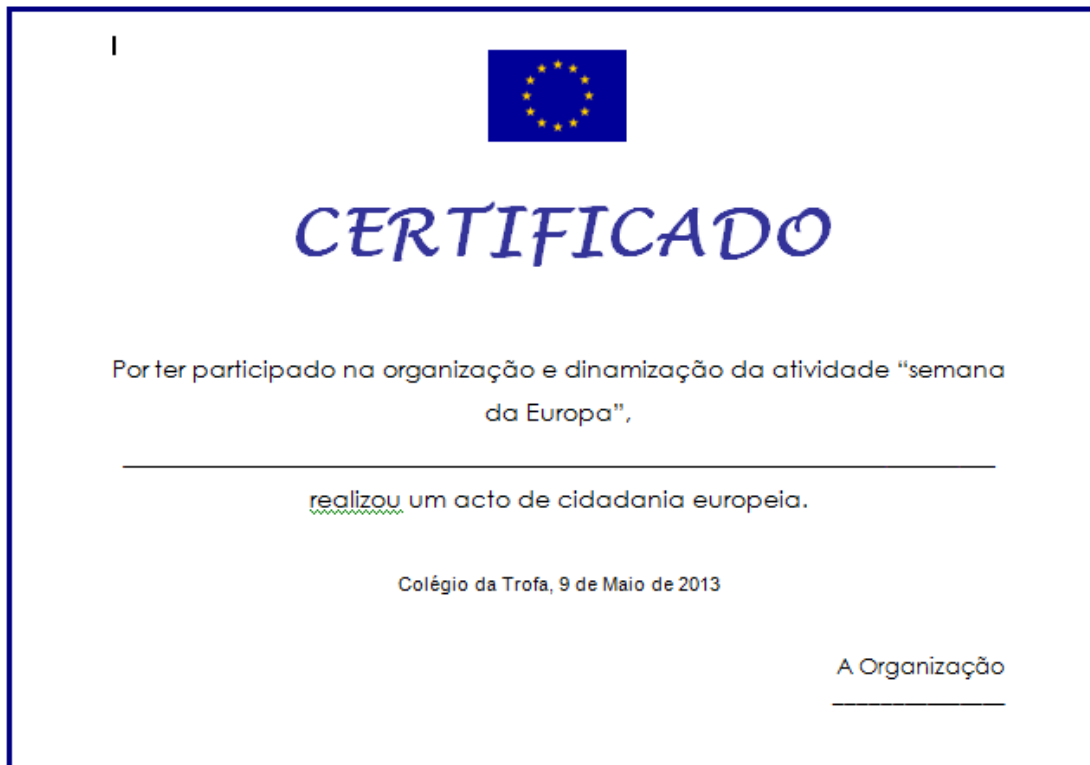 CERTIFICADO
Por ter participado na organização e dinamização da atividade “semana
da Europa”,
realizou um acto de cidadania europeia.
Colégio da Trofa, 9 de Maio de 2013
A Organização